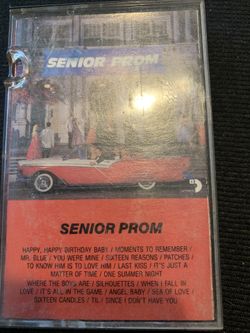 SENIOR PROM
SENIOR PROM
HAPPY, HAPPY BIRTHDAY BABY / MOMENTS TO REMEMBER /
MR. BLUE / YOU WERE MINE / SIXTEEN REASONS / PATCHES /
TO KNOW HIM IS TO LOVE HIM / LAST KISS / IT'S JUST A
MATTER OF TIME / ONE SUMMER NIGHT
WHERE THE BOYS ARE / SILHOUETTES / WHEN I FALL IN
LOVE / IT'S ALL IN THE GAME / ANGEL BABY / SEA OF LOVE /
SIXTEEN CANDLES / TIL / SINCE I DON'T HAVE YOU